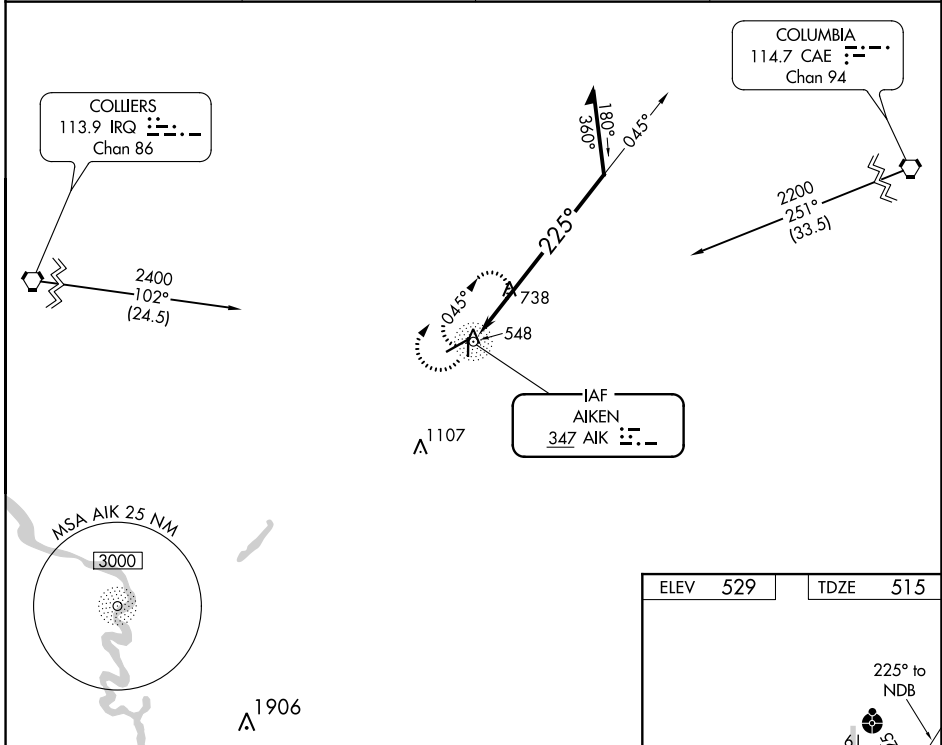 COLUMBIA
114.7 CAE
Chan 94
COLLIERS
113.9 IRQ
Chan 86
180°
360°
045°
225°
2200
251°
(33.5)
2400
102°
(24.5)
045°
738
548
IAF
AIKEN
347 AIK
1107
MSA AIK 25 NM
3000
1906
ELEV 529
TDZE 515
225° to
NDB